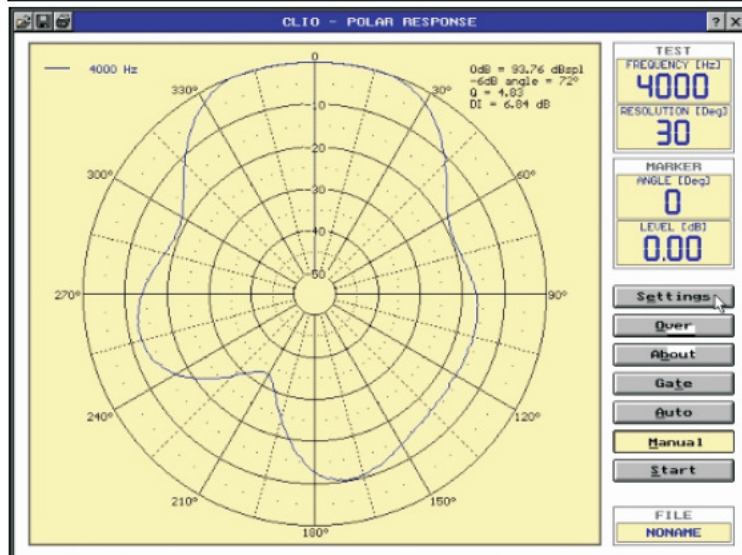 CLIO - POLAR RESPONSE
? X
4000 Hz
0dB = 93.76 dBspl
-6dB angle = 72°
Q = 4.83
DI = 6.84 dB
0
330°
30°
-10
-20
300°
60°
-30
-40
-50
270°
90°
240°
120°
210°
150°
180°
TEST
FREQUENCY [Hz]
4000
RESOLUTION [Deg]
30
MARKER
ANGLE [Deg]
0
LEVEL [dB]
0.00
Settings
Over
About
Gate
Auto
Manual
Start
FILE
NONAME